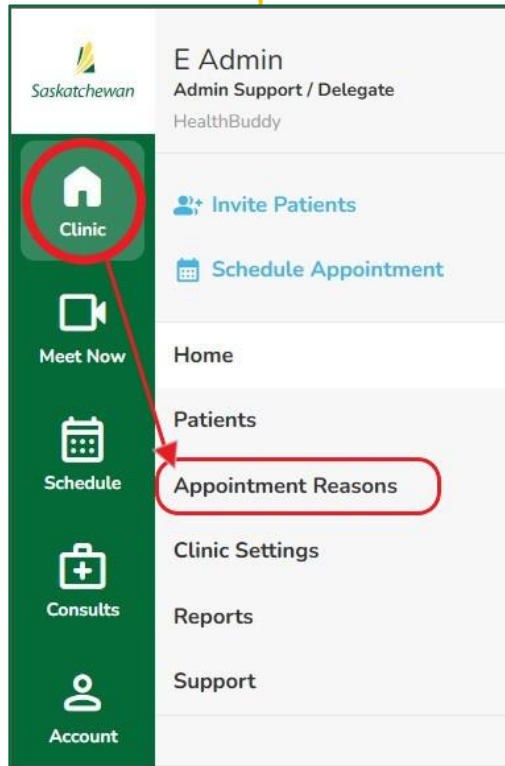 Saskatchewan
Clinic
Meet Now
Schedule
Consults
Account
E Admin
Admin Support / Delegate
HealthBuddy
Invite Patients
Schedule Appointment
Home
Patients
Appointment Reasons
Clinic Settings
Reports
Support